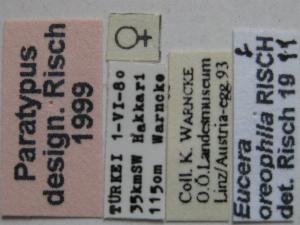 Paratypus
design. Risch
1999
♀
TÜRKEI 1-VI-80
35kmSW Hakkari
1150m Warncke
Coll. K. WARNCKE
O.Ö.Landesmuseum
Linz/Austria-egg.93
Eucera
oreophila RISCH
det. Risch 19